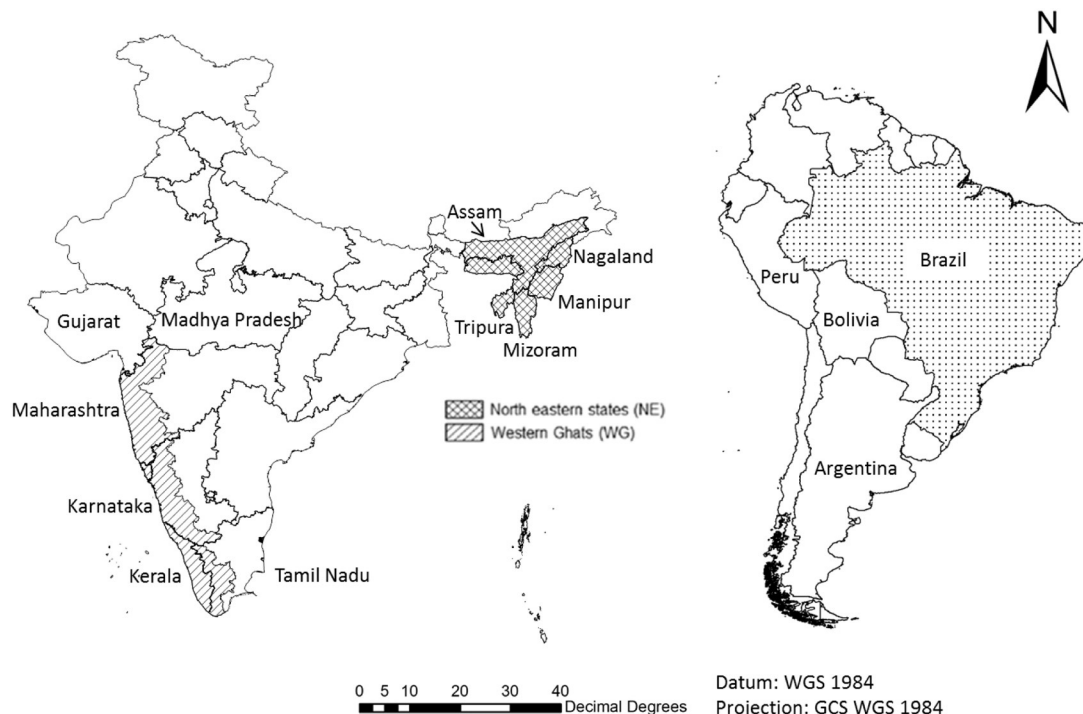 N
Assam
Nagaland
Manipur
Tripura
Mizoram
Gujarat
Madhya Pradesh
Maharashtra
Karnataka
Kerala
Tamil Nadu
North eastern states (NE)
Western Ghats (WG)
Brazil
Peru
Bolivia
Argentina
0 5 10 20 30 40
Decimal Degrees
Datum: WGS 1984
Projection: GCS WGS 1984